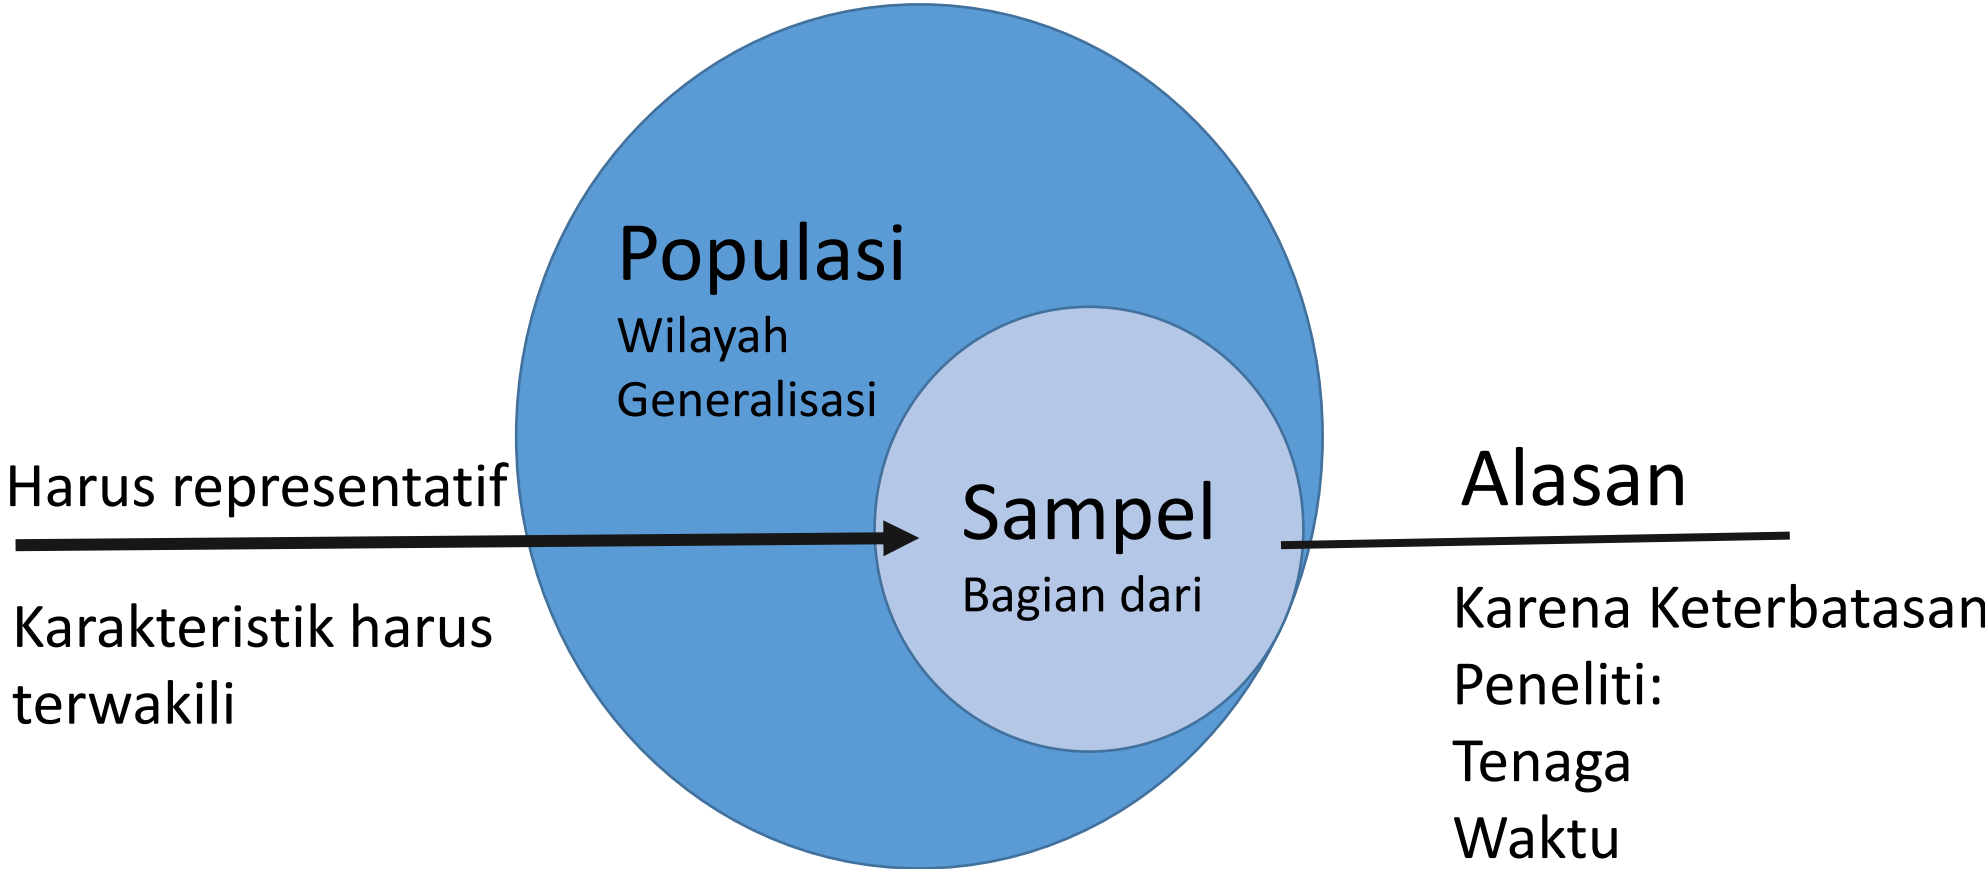 Populasi
Wilayah
Generalisasi
Harus representatif
Karakteristik harus
terwakili
Sampel
Bagian dari
Alasan
Karena Keterbatasan
Peneliti:
Tenaga
Waktu